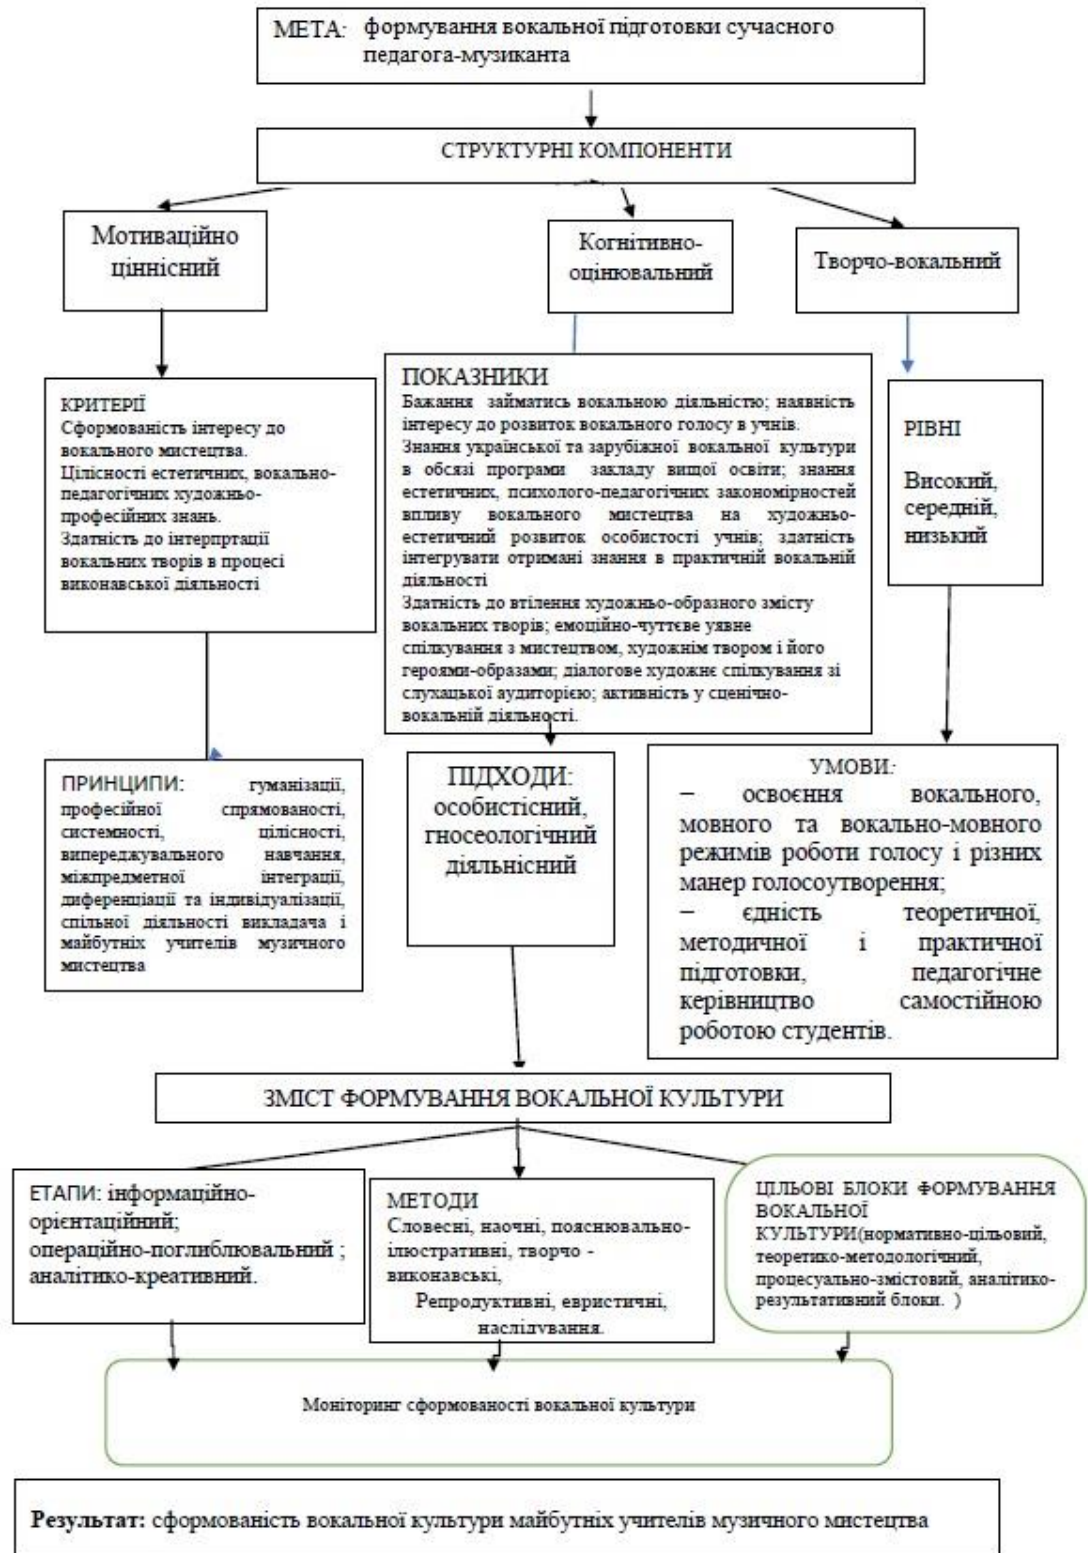 МЕТА: формування вокальної підготовки сучасного
педагога-музиканта
СТРУКТУРНІ КОМПОНЕНТИ
Мотиваційно
ціннісний
Когнітивно-
оцінювальний
Творчо-вокальний
КРИТЕРІЇ
Сформованість інтересу до
вокального мистецтва.
Цілісності естетичних, вокально-
педагогічних художньо-
професійних знань.
Здатність до інтерпртації
вокальних творів в процесі
виконавської діяльності
ПОКАЗНИКИ
Бажання займатись вокальною діяльністю; наявність
інтересу до розвиток вокального голосу в учнів.
Знання української та зарубіжної вокальної культури
в обсязі програми закладу вищої освіти; знання
естетичних, психолого-педагогічних закономірностей
впливу вокального мистецтва на художньо-
естетичний розвиток особистості учнів; здатність
інтегрувати отримані знання в практичній вокальній
діяльності
Здатність до втілення художньо-образного змісту
вокальних творів; емоційно-чуттєве уявне
спілкування з мистецтвом, художнім твором і його
героями-образами; діалогове художнє спілкування зі
слухацької аудиторією; активність у сценічно-
вокальній діяльності.
РІВНІ
Високий,
середній,
низький
ПРИНЦИПИ: гуманізації,
професійної спрямованості,
системності, цілісності,
випереджувального навчання,
міжпредметної інтеграції,
диференціації та індивідуалізації,
спільної діяльності викладача і
майбутніх учителів музичного
мистецтва
ПІДХОДИ:
особистісний,
гносеологічний
діяльнісний
УМОВИ:
– освоєння вокального,
мовного та вокально-мовного
режимів роботи голосу і різних
манер голосоутворення;
– єдність теоретичної,
методичної і практичної
підготовки, педагогічне
керівництво самостійною
роботою студентів.
ЗМІСТ ФОРМУВАННЯ ВОКАЛЬНОЇ КУЛЬТУРИ
ЕТАПИ: інформаційно-
орієнтаційний;
операційно-поглиблювальний ;
аналітико-креативний.
МЕТОДИ
Словесні, наочні, пояснювально-
ілюстративні, творчо -
виконавські,
Репродуктивні, евристичні,
наслідування.
ЦІЛЬОВІ БЛОКИ ФОРМУВАННЯ
ВОКАЛЬНОЇ
КУЛЬТУРИ(нормативно-цільовий,
теоретико-методологічний,
процесуально-змістовий, аналітико-
результативний блоки. )
Моніторинг сформованості вокальної культури
Результат: сформованість вокальної культури майбутніх учителів музичного мистецтва